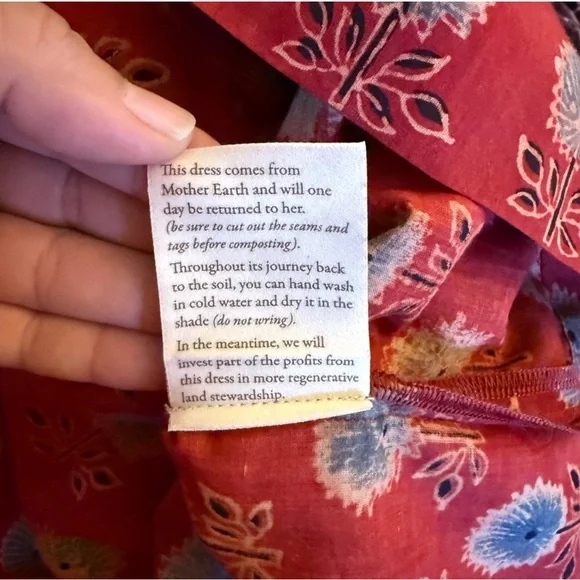 This dress comes from
Mother Earth and will one
day be returned to her.
(be sure to cut out the seams and
tags before composting).
Throughout its journey back
to the soil, you can hand wash
in cold water and dry it in the
shade (do not wring).
In the meantime, we will
invest part of the profits from
this dress in more regenerative
land stewardship.